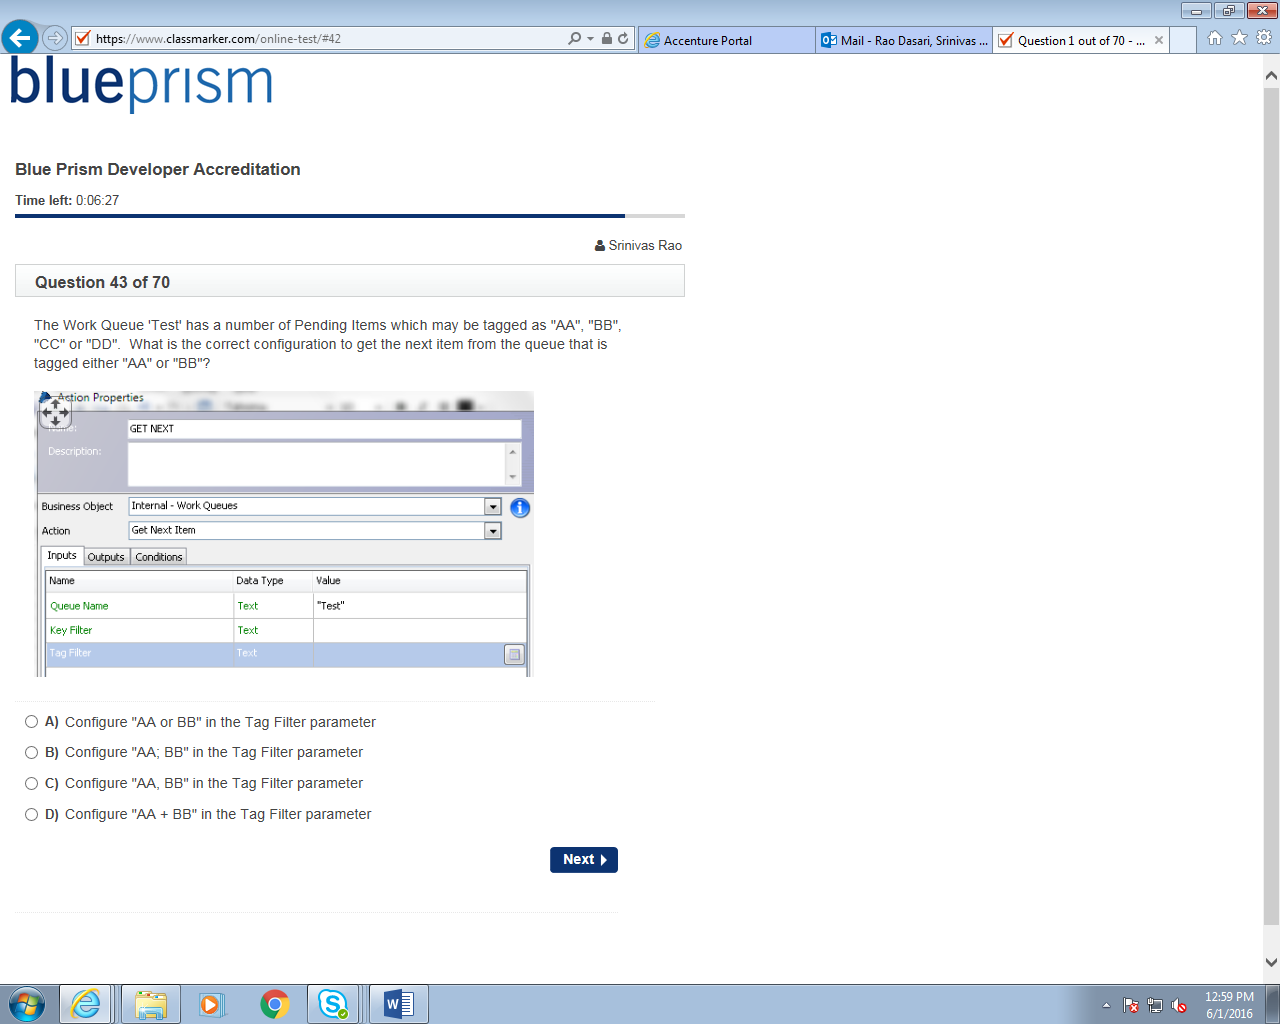 https://www.classmarker.com/online-test/#42
Accenture Portal
Mail - Rao Dasari, Srinivas ...
Question 1 out of 70 - ...
blueprism
Blue Prism Developer Accreditation
Time left: 0:06:27
Srinivas Rao
Question 43 of 70
The Work Queue 'Test' has a number of Pending Items which may be tagged as "AA", "BB",
"CC" or "DD".  What is the correct configuration to get the next item from the queue that is
tagged either "AA" or "BB"?
Action Properties
Name: GET NEXT
Description:
Business Object Internal - Work Queues
Action Get Next Item
Inputs Outputs Conditions
Name Data Type Value
Queue Name Text "Test"
Key Filter Text
Tag Filter Text
A) Configure "AA or BB" in the Tag Filter parameter
B) Configure "AA; BB" in the Tag Filter parameter
C) Configure "AA, BB" in the Tag Filter parameter
D) Configure "AA + BB" in the Tag Filter parameter
Next
12:59 PM
6/1/2016